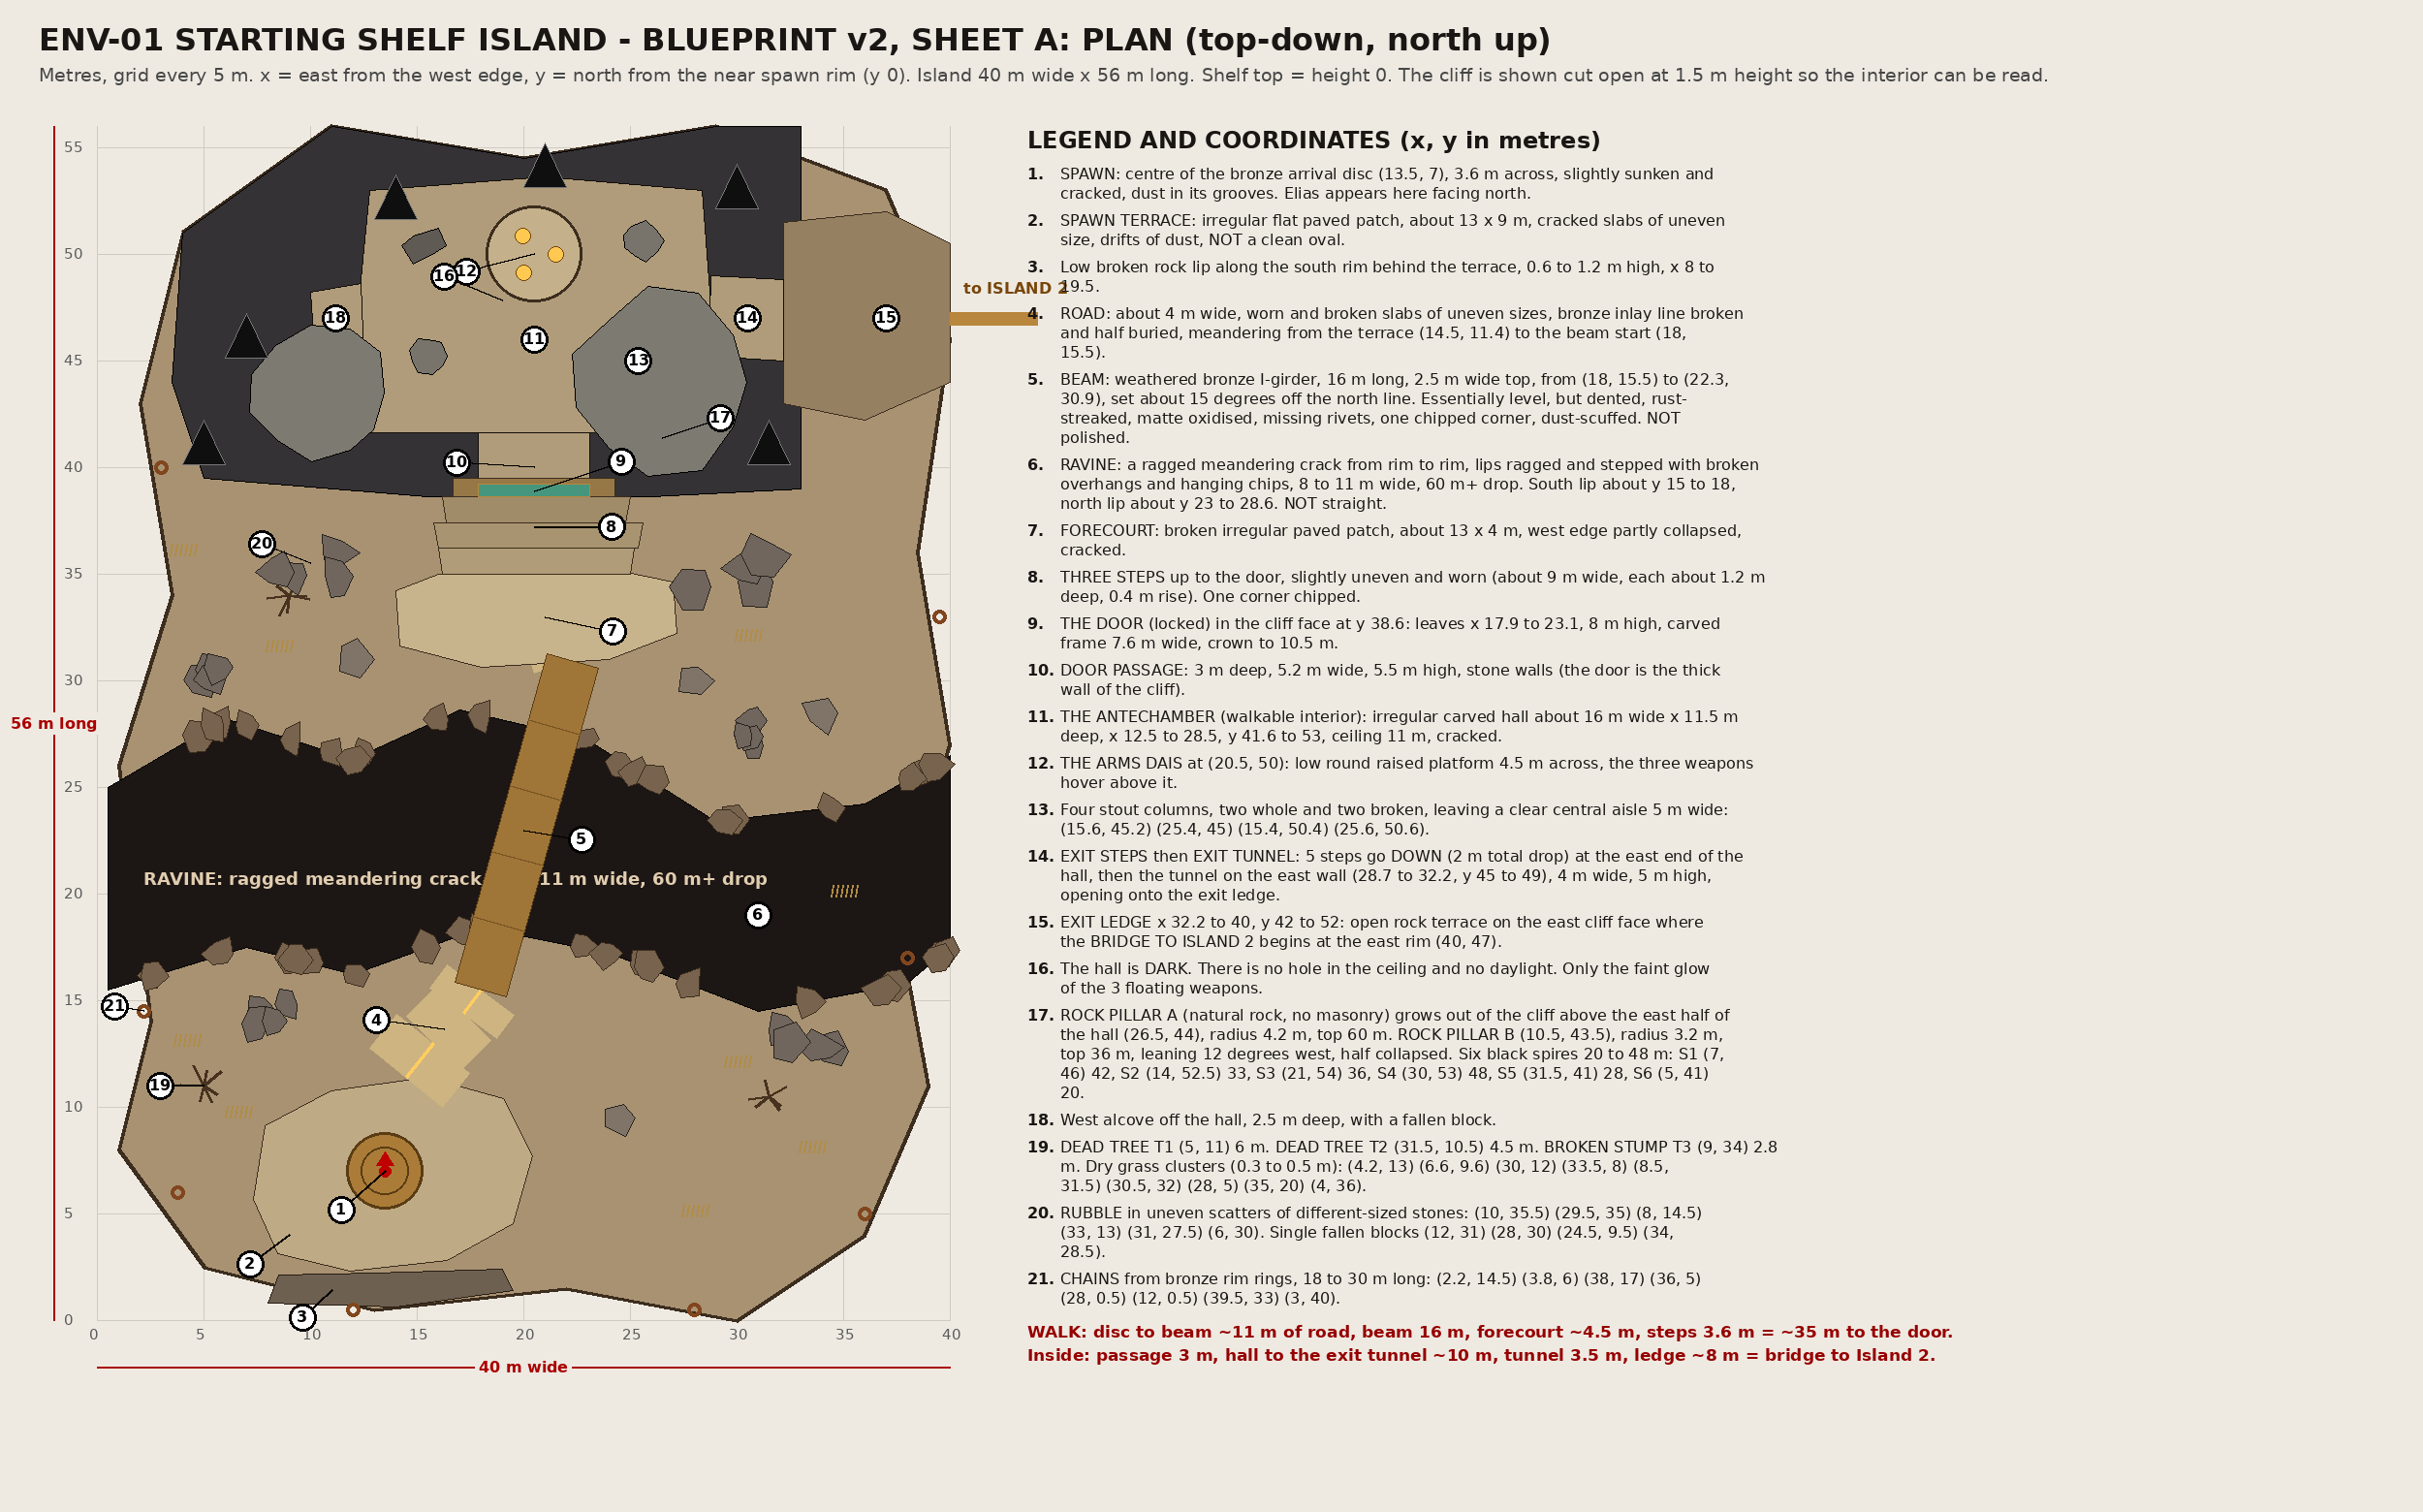 ENV-01 STARTING SHELF ISLAND - BLUEPRINT v2, SHEET A: PLAN (top-down, north up)
Metres, grid every 5 m. x = east from the west edge, y = north from the near spawn rim (y 0). Island 40 m wide x 56 m long. Shelf top = height 0. The cliff is shown cut open at 1.5 m height so the interior can be read.
55
50
45
40
35
30
25
20
15
10
5
0
0
5
10
15
20
25
30
35
40
56 m long
40 m wide
to ISLAND 2
RAVINE: ragged meandering crack
11 m wide, 60 m+ drop
16
12
18
11
14
15
13
17
10
9
8
20
7
5
6
21
4
19
1
2
3
LEGEND AND COORDINATES (x, y in metres)
1. SPAWN: centre of the bronze arrival disc (13.5, 7), 3.6 m across, slightly sunken and
cracked, dust in its grooves. Elias appears here facing north.
2. SPAWN TERRACE: irregular flat paved patch, about 13 x 9 m, cracked slabs of uneven
size, drifts of dust, NOT a clean oval.
3. Low broken rock lip along the south rim behind the terrace, 0.6 to 1.2 m high, x 8 to
19.5.
4. ROAD: about 4 m wide, worn and broken slabs of uneven sizes, bronze inlay line broken
and half buried, meandering from the terrace (14.5, 11.4) to the beam start (18,
15.5).
5. BEAM: weathered bronze I-girder, 16 m long, 2.5 m wide top, from (18, 15.5) to (22.3,
30.9), set about 15 degrees off the north line. Essentially level, but dented, rust-
streaked, matte oxidised, missing rivets, one chipped corner, dust-scuffed. NOT
polished.
6. RAVINE: a ragged meandering crack from rim to rim, lips ragged and stepped with broken
overhangs and hanging chips, 8 to 11 m wide, 60 m+ drop. South lip about y 15 to 18,
north lip about y 23 to 28.6. NOT straight.
7. FORECOURT: broken irregular paved patch, about 13 x 4 m, west edge partly collapsed,
cracked.
8. THREE STEPS up to the door, slightly uneven and worn (about 9 m wide, each about 1.2 m
deep, 0.4 m rise). One corner chipped.
9. THE DOOR (locked) in the cliff face at y 38.6: leaves x 17.9 to 23.1, 8 m high, carved
frame 7.6 m wide, crown to 10.5 m.
10. DOOR PASSAGE: 3 m deep, 5.2 m wide, 5.5 m high, stone walls (the door is the thick
wall of the cliff).
11. THE ANTECHAMBER (walkable interior): irregular carved hall about 16 m wide x 11.5 m
deep, x 12.5 to 28.5, y 41.6 to 53, ceiling 11 m, cracked.
12. THE ARMS DAIS at (20.5, 50): low round raised platform 4.5 m across, the three weapons
hover above it.
13. Four stout columns, two whole and two broken, leaving a clear central aisle 5 m wide:
(15.6, 45.2) (25.4, 45) (15.4, 50.4) (25.6, 50.6).
14. EXIT STEPS then EXIT TUNNEL: 5 steps go DOWN (2 m total drop) at the east end of the
hall, then the tunnel on the east wall (28.7 to 32.2, y 45 to 49), 4 m wide, 5 m high,
opening onto the exit ledge.
15. EXIT LEDGE x 32.2 to 40, y 42 to 52: open rock terrace on the east cliff face where
the BRIDGE TO ISLAND 2 begins at the east rim (40, 47).
16. The hall is DARK. There is no hole in the ceiling and no daylight. Only the faint glow
of the 3 floating weapons.
17. ROCK PILLAR A (natural rock, no masonry) grows out of the cliff above the east half of
the hall (26.5, 44), radius 4.2 m, top 60 m. ROCK PILLAR B (10.5, 43.5), radius 3.2 m,
top 36 m, leaning 12 degrees west, half collapsed. Six black spires 20 to 48 m: S1 (7,
46) 42, S2 (14, 52.5) 33, S3 (21, 54) 36, S4 (30, 53) 48, S5 (31.5, 41) 28, S6 (5, 41)
20.
18. West alcove off the hall, 2.5 m deep, with a fallen block.
19. DEAD TREE T1 (5, 11) 6 m. DEAD TREE T2 (31.5, 10.5) 4.5 m. BROKEN STUMP T3 (9, 34) 2.8
m. Dry grass clusters (0.3 to 0.5 m): (4.2, 13) (6.6, 9.6) (30, 12) (33.5, 8) (8.5,
31.5) (30.5, 32) (28, 5) (35, 20) (4, 36).
20. RUBBLE in uneven scatters of different-sized stones: (10, 35.5) (29.5, 35) (8, 14.5)
(33, 13) (31, 27.5) (6, 30). Single fallen blocks (12, 31) (28, 30) (24.5, 9.5) (34,
28.5).
21. CHAINS from bronze rim rings, 18 to 30 m long: (2.2, 14.5) (3.8, 6) (38, 17) (36, 5)
(28, 0.5) (12, 0.5) (39.5, 33) (3, 40).
WALK: disc to beam ~11 m of road, beam 16 m, forecourt ~4.5 m, steps 3.6 m = ~35 m to the door.
Inside: passage 3 m, hall to the exit tunnel ~10 m, tunnel 3.5 m, ledge ~8 m = bridge to Island 2.